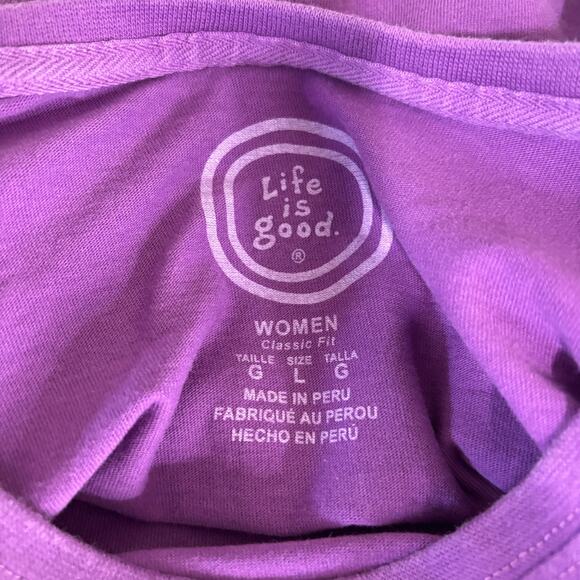 Life
is
good.
®
WOMEN
Classic Fit
TAILLE SIZE TALLA
G L G
MADE IN PERU
FABRIQUÉ AU PEROU
HECHO EN PERÚ